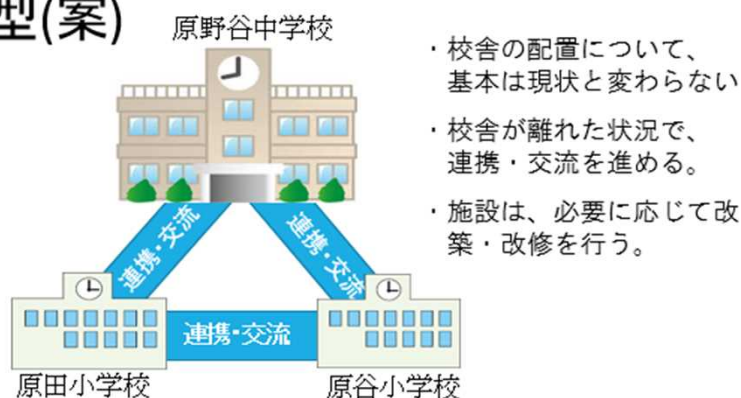 型(案)
原野谷中学校
・校舎の配置について、
基本は現状と変わらない
・校舎が離れた状況で、
連携・交流を進める。
・施設は、必要に応じて改
築・改修を行う。
連携・交流
連携・交流
連携・交流
原田小学校
原谷小学校